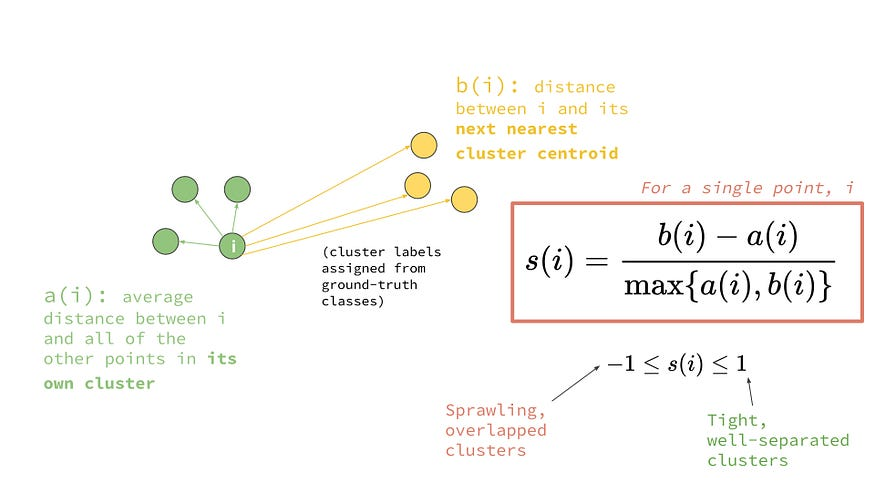 b(i): distance
between i and its
next nearest
cluster centroid
For a single point, i
s(i) = \frac{b(i) − a(i)}{max{a(i), b(i)}}
i
(cluster labels
assigned from
ground-truth
classes)
a(i): average
distance between i
and all of the
other points in its
own cluster
−1 ≤ s(i) ≤ 1
Sprawling,
overlapped
clusters
Tight,
well-separated
clusters